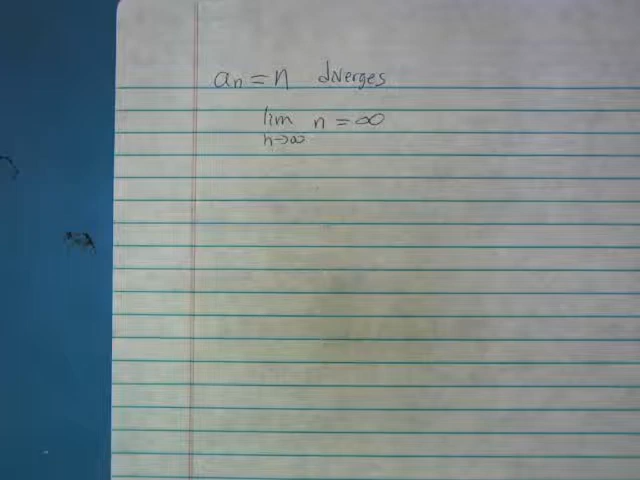 an = n diverges
lim n = ∞
n→∞